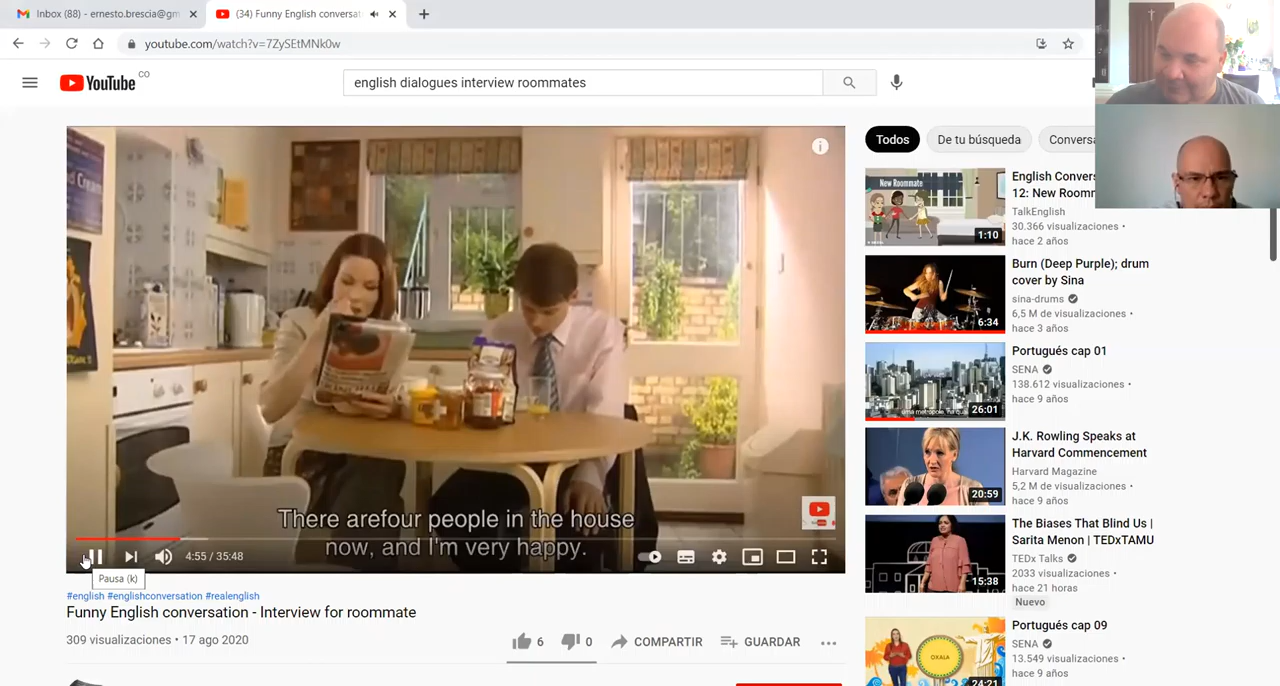 Inbox (88) - ernesto.brescia@gm
(34) Funny English conversat
youtube.com/watch?v=7ZySEtMNk0w
YouTube CO
english dialogues interview roommates
Todos
De tu búsqueda
Conversa
There arefour people in the house
now, and I'm very happy.
4:55 / 35:48
Pausa (k)
#english #englishconversation #realenglish
Funny English conversation - Interview for roommate
309 visualizaciones • 17 ago 2020
6
0
COMPARTIR
GUARDAR
New Roommate
1:10
English Conver
12: New Roomm
TalkEnglish
30.366 visualizaciones •
hace 2 años
6:34
Burn (Deep Purple); drum
cover by Sina
sina-drums
6,5 M de visualizaciones •
hace 3 años
26:01
Portugués cap 01
SENA
138.612 visualizaciones •
hace 9 años
20:59
J.K. Rowling Speaks at
Harvard Commencement
Harvard Magazine
5,2 M de visualizaciones •
hace 9 años
15:38
The Biases That Blind Us |
Sarita Menon | TEDxTAMU
TEDx Talks
2033 visualizaciones •
hace 21 horas
Nuevo
24:21
Portugués cap 09
SENA
13.549 visualizaciones •
hace 9 años